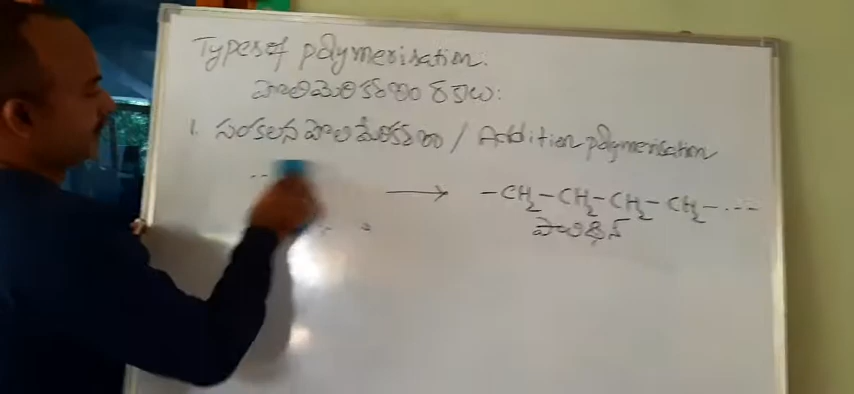 Types of polymerisation.
పాలిమెరికరణం రకాలు:
1. సంకలన పాలిమేరికరణం / Addition polymerisation
⟶ -CH₂-CH₂-CH₂-CH₂-...
పాలిథిన్